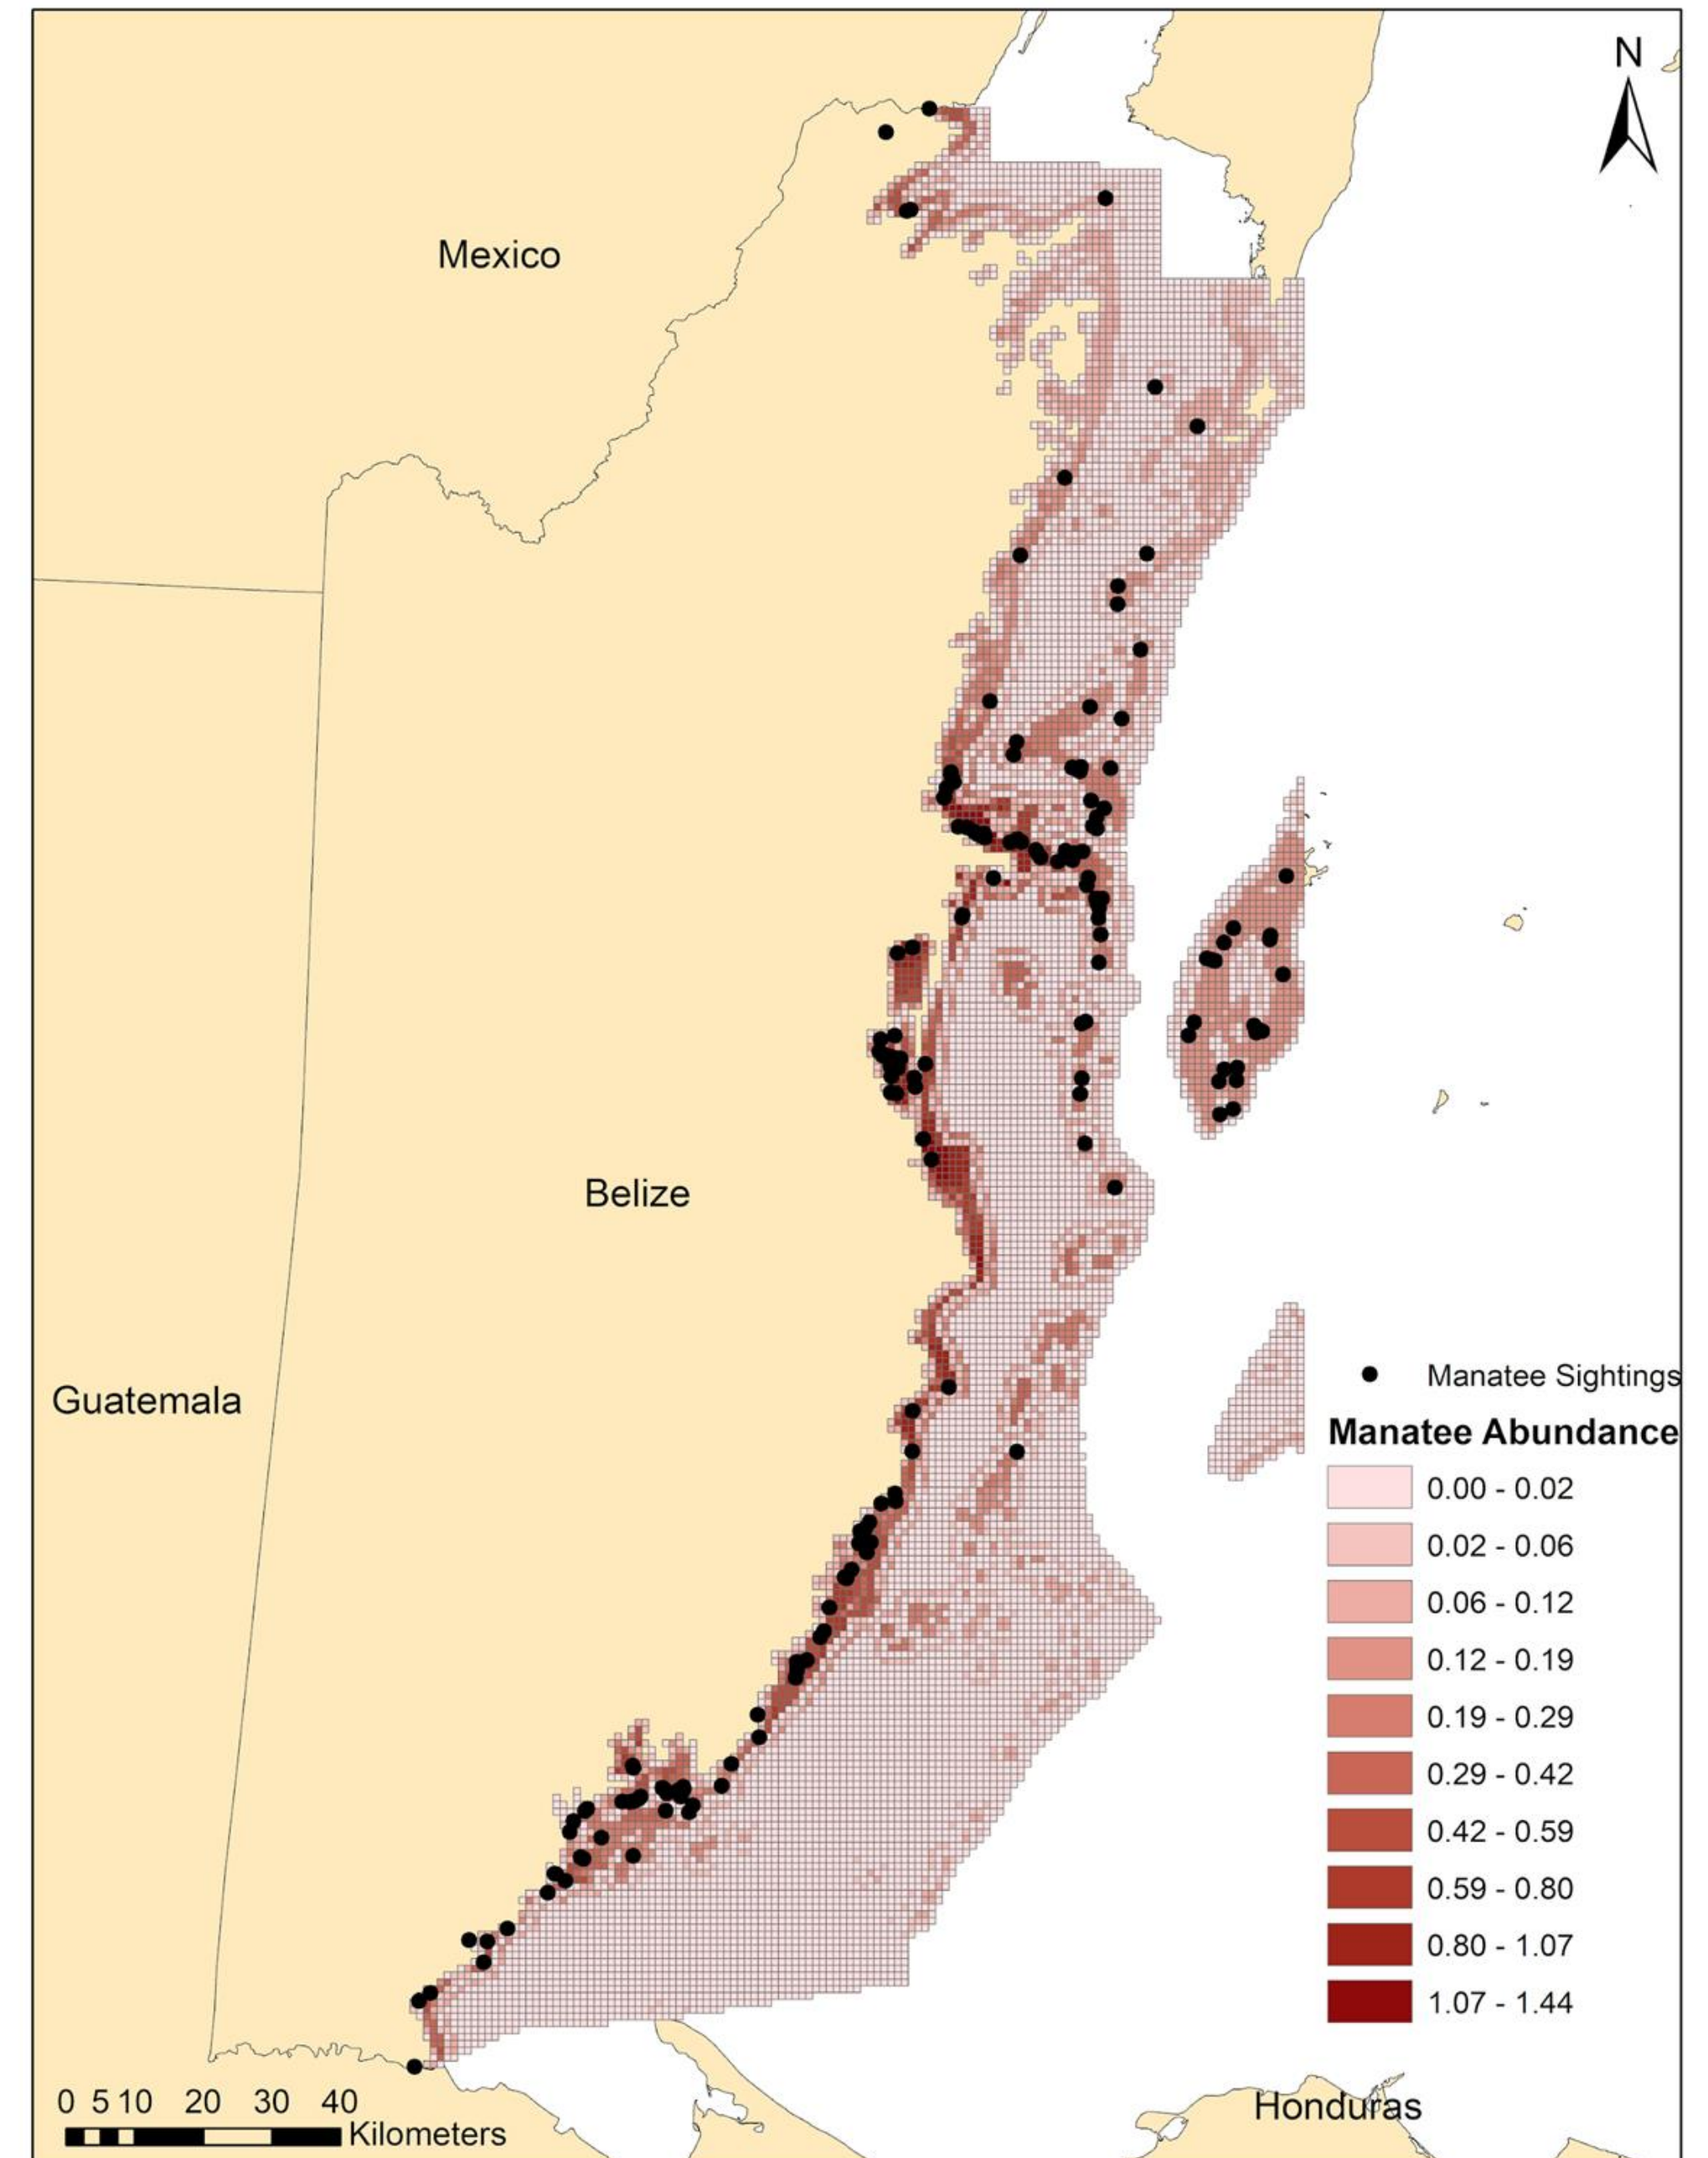 N
Mexico
Belize
Guatemala
Manatee Sightings
Manatee Abundance
0.00 - 0.02
0.02 - 0.06
0.06 - 0.12
0.12 - 0.19
0.19 - 0.29
0.29 - 0.42
0.42 - 0.59
0.59 - 0.80
0.80 - 1.07
1.07 - 1.44
0 5 10 20 30 40
Kilometers
Honduras